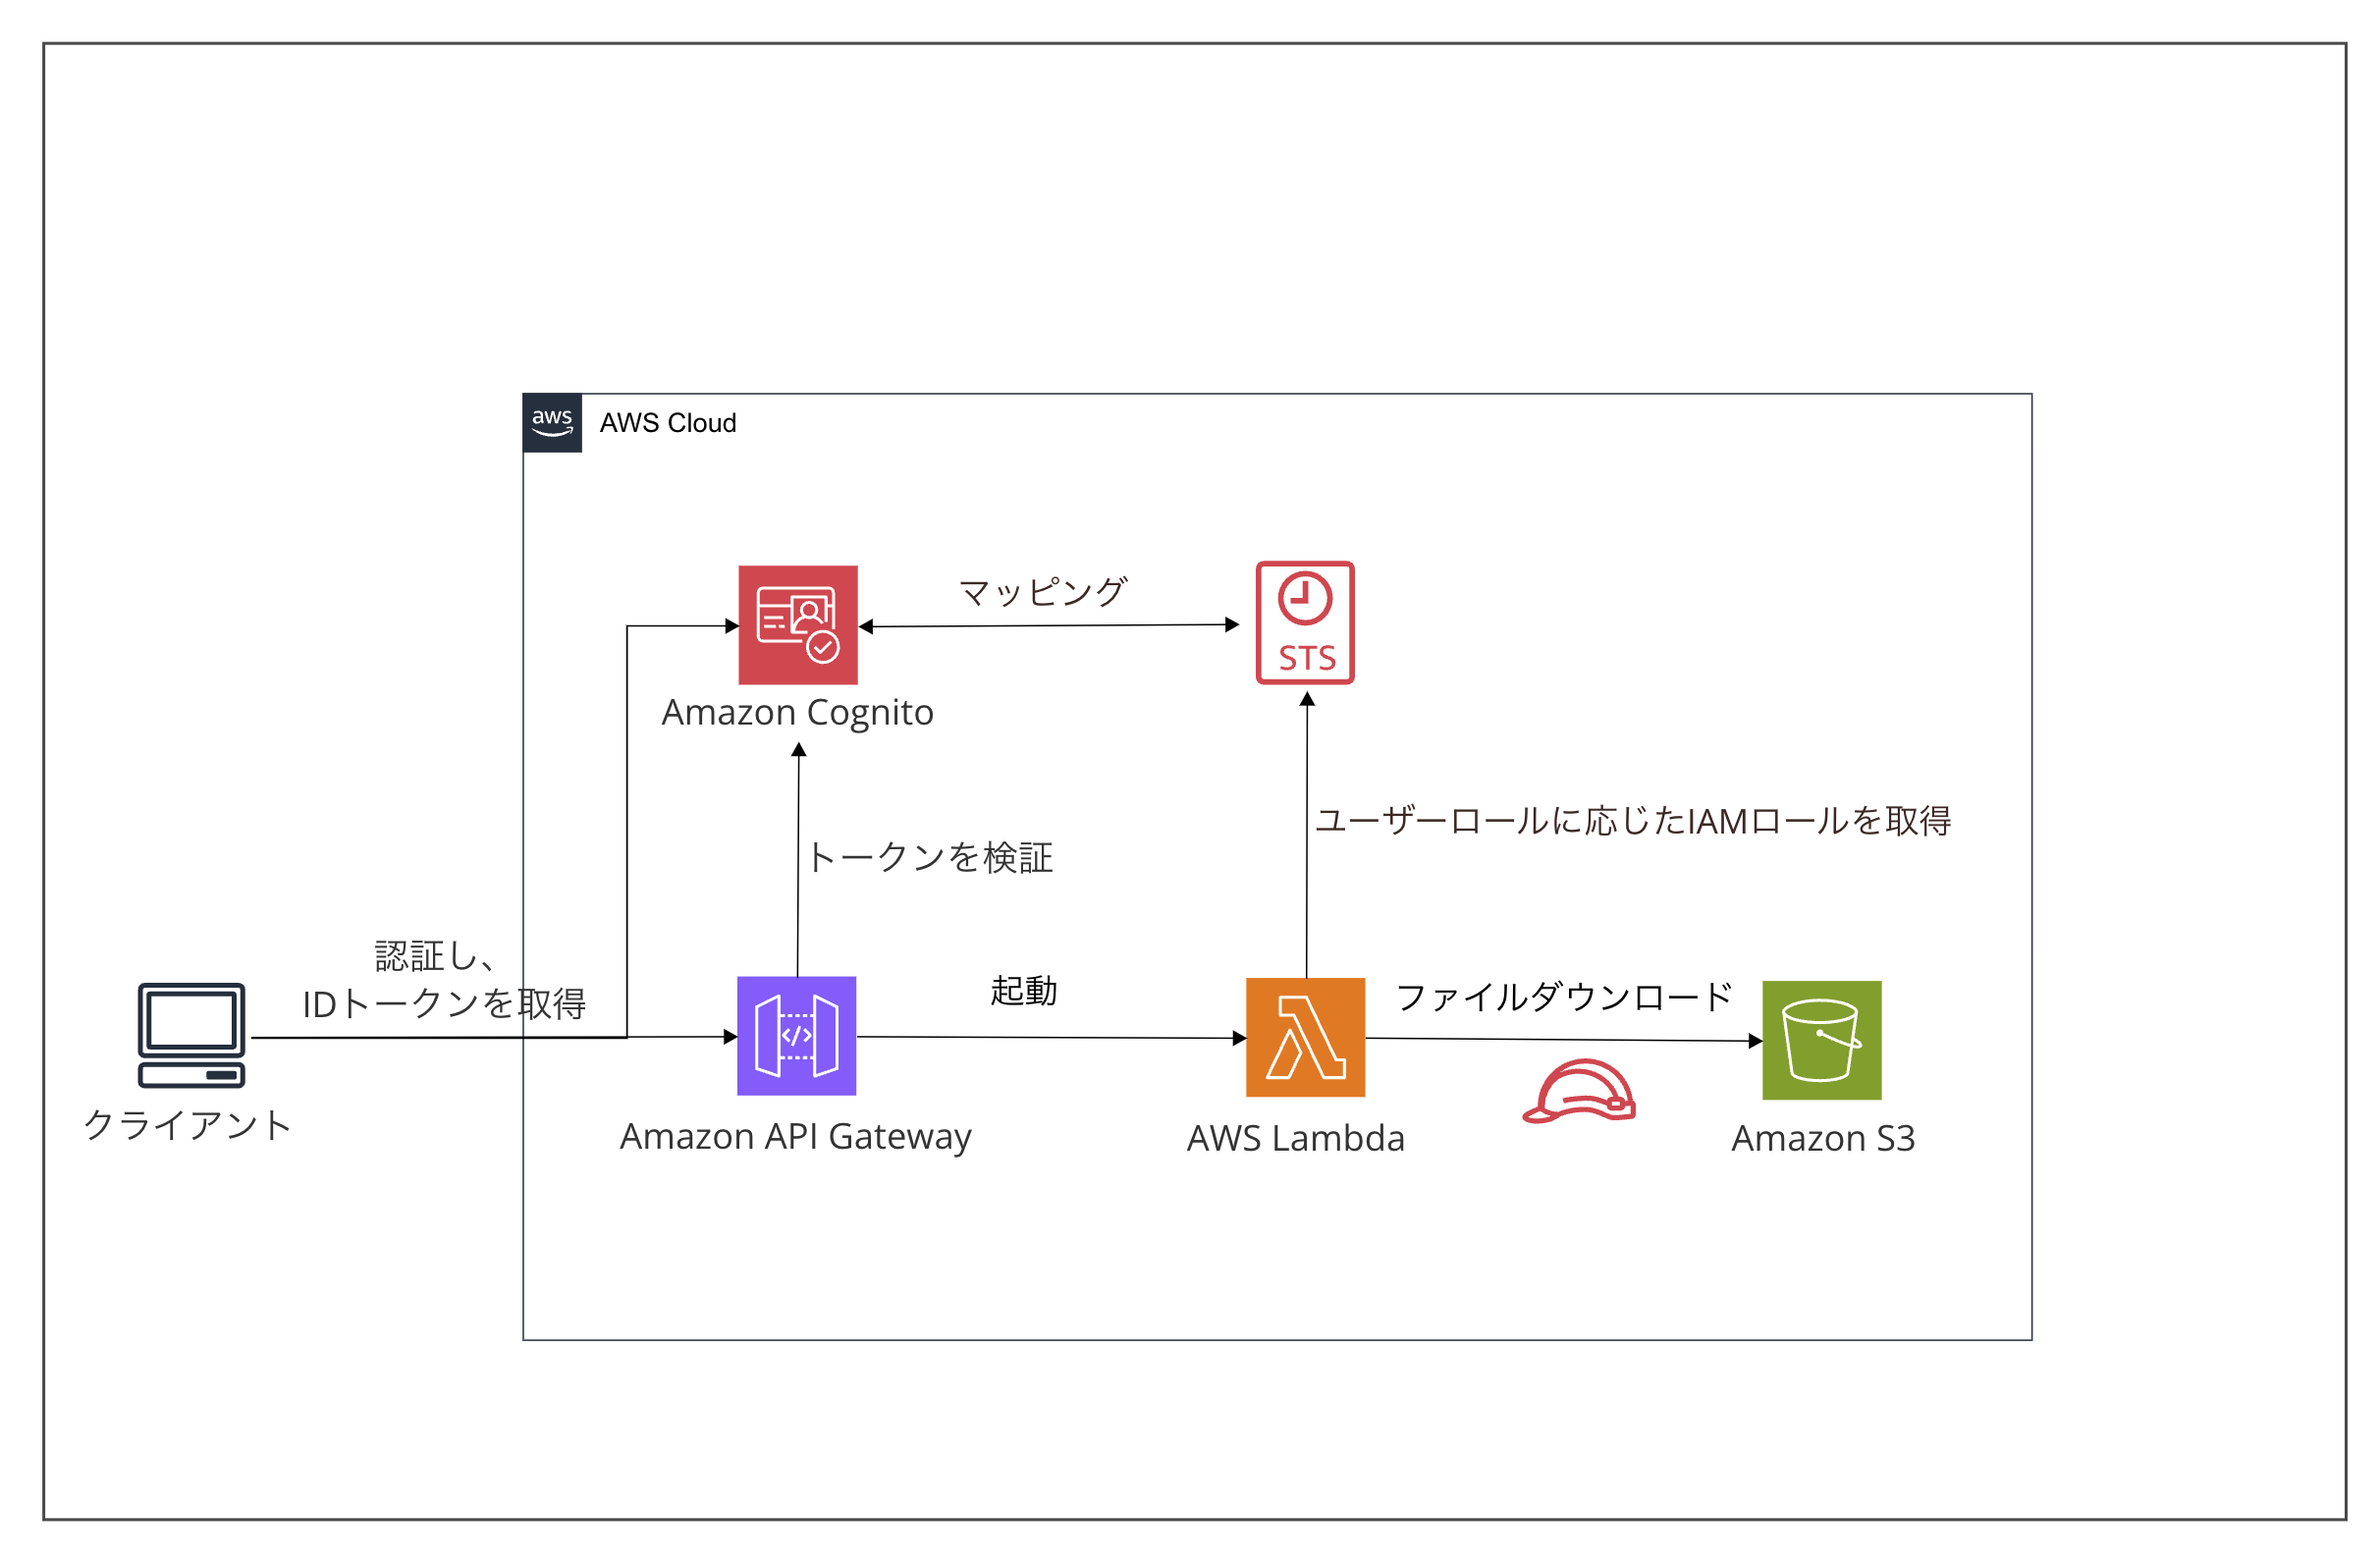 aws
AWS Cloud
マッピング
STS
Amazon Cognito
ユーザーロールに応じたIAMロールを取得
トークンを検証
認証し、
IDトークンを取得
起動
ファイルダウンロード
クライアント
Amazon API Gateway
AWS Lambda
Amazon S3